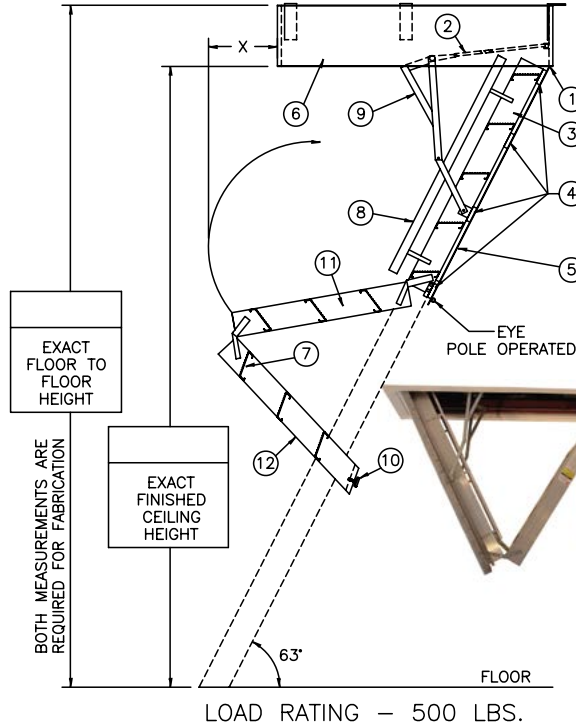 2
X
1
6
9
3
4
8
5
11
EYE
POLE OPERATED
7
EXACT
FLOOR TO
FLOOR
HEIGHT
12
10
EXACT
FINISHED
CEILING
HEIGHT
BOTH MEASUREMENTS ARE
REQUIRED FOR FABRICATION
63°
FLOOR
LOAD RATING – 500 LBS.